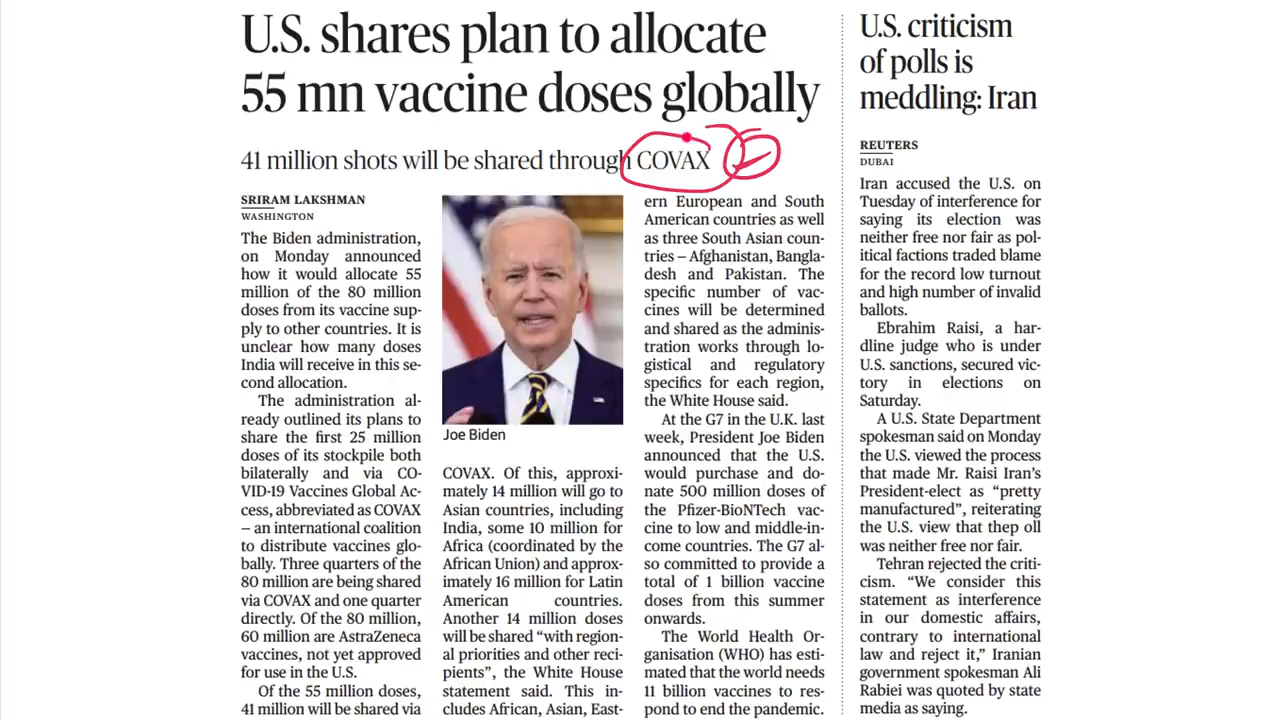 U.S. shares plan to allocate
55 mn vaccine doses globally
41 million shots will be shared through COVAX
SRIRAM LAKSHMAN
WASHINGTON
The Biden administration,
on Monday announced
how it would allocate 55
million of the 80 million
doses from its vaccine sup-
ply to other countries. It is
unclear how many doses
India will receive in this se-
cond allocation.
The administration al-
ready outlined its plans to
share the first 25 million
doses of its stockpile both
bilaterally and via CO-
VID-19 Vaccines Global Ac-
cess, abbreviated as COVAX
– an international coalition
to distribute vaccines glo-
bally. Three quarters of the
80 million are being shared
via COVAX and one quarter
directly. Of the 80 million,
60 million are AstraZeneca
vaccines, not yet approved
for use in the U.S.
Of the 55 million doses,
41 million will be shared via
Joe Biden
COVAX. Of this, approxi-
mately 14 million will go to
Asian countries, including
India, some 10 million for
Africa (coordinated by the
African Union) and approx-
imately 16 million for Latin
American countries.
Another 14 million doses
will be shared “with region-
al priorities and other reci-
pients”, the White House
statement said. This in-
cludes African, Asian, East-
ern European and South
American countries as well
as three South Asian coun-
tries – Afghanistan, Bangla-
desh and Pakistan. The
specific number of vac-
cines will be determined
and shared as the adminis-
tration works through lo-
gistical and regulatory
specifics for each region,
the White House said.
At the G7 in the U.K. last
week, President Joe Biden
announced that the U.S.
would purchase and do-
nate 500 million doses of
the Pfizer-BioNTech vac-
cine to low and middle-in-
come countries. The G7 al-
so committed to provide a
total of 1 billion vaccine
doses from this summer
onwards.
The World Health Or-
ganisation (WHO) has esti-
mated that the world needs
11 billion vaccines to res-
pond to end the pandemic.
U.S. criticism
of polls is
meddling: Iran
REUTERS
DUBAI
Iran accused the U.S. on
Tuesday of interference for
saying its election was
neither free nor fair as pol-
itical factions traded blame
for the record low turnout
and high number of invalid
ballots.
Ebrahim Raisi, a har-
dline judge who is under
U.S. sanctions, secured vic-
tory in elections on
Saturday.
A U.S. State Department
spokesman said on Monday
the U.S. viewed the process
that made Mr. Raisi Iran’s
President-elect as “pretty
manufactured”, reiterating
the U.S. view that thep oll
was neither free nor fair.
Tehran rejected the criti-
cism. “We consider this
statement as interference
in our domestic affairs,
contrary to international
law and reject it,” Iranian
government spokesman Ali
Rabiei was quoted by state
media as saying.